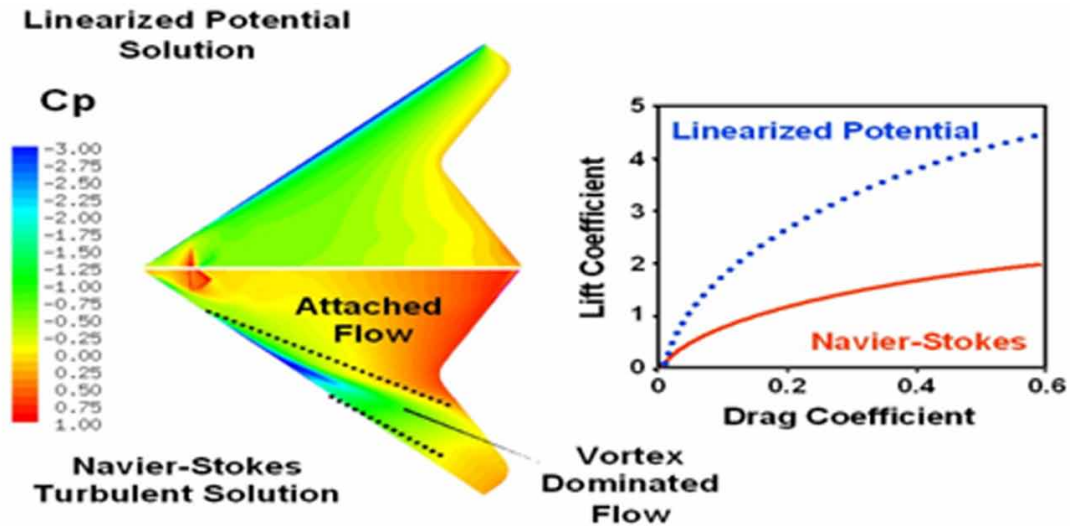 Linearized Potential
Solution
Cp
-3.00
-2.75
-2.50
-2.25
-2.00
-1.75
-1.50
-1.25
-1.00
-0.75
-0.50
-0.25
0.00
0.25
0.50
0.75
1.00
Attached
Flow
Navier-Stokes
Turbulent Solution
Vortex
Dominated
Flow
Lift Coefficient
5
4
3
2
1
0
Linearized Potential
Navier-Stokes
0
0.2
0.4
0.6
Drag Coefficient